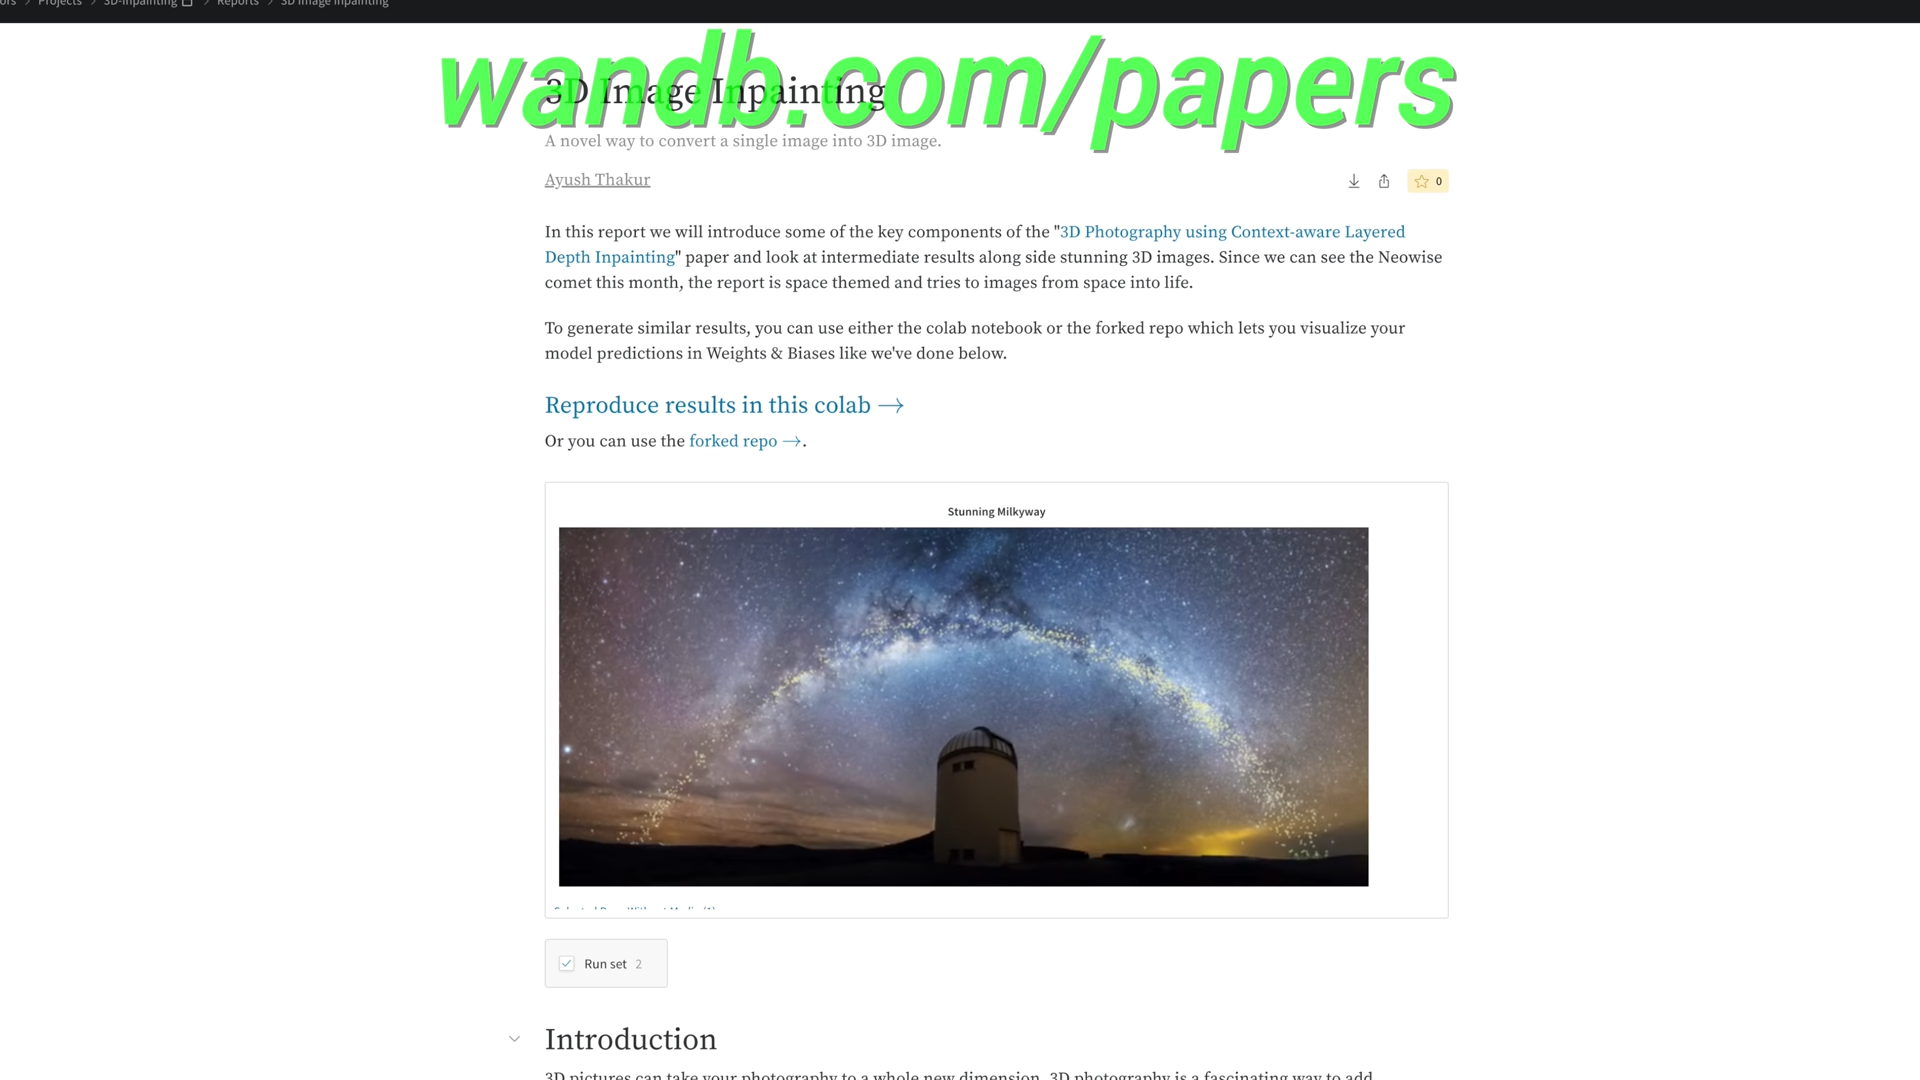 Projects > 3D-Inpainting > Reports > 3D Image Inpainting
wandb.com/papers
3D Image Inpainting
A novel way to convert a single image into 3D image.
Ayush Thakur
0
In this report we will introduce some of the key components of the "3D Photography using Context-aware Layered
Depth Inpainting" paper and look at intermediate results along side stunning 3D images. Since we can see the Neowise
comet this month, the report is space themed and tries to images from space into life.
To generate similar results, you can use either the colab notebook or the forked repo which lets you visualize your
model predictions in Weights & Biases like we've done below.
Reproduce results in this colab →
Or you can use the forked repo →.
Stunning Milkyway
Run set 2
Introduction
3D pictures can take your photography to a whole new dimension. 3D photography is a fascinating way to add